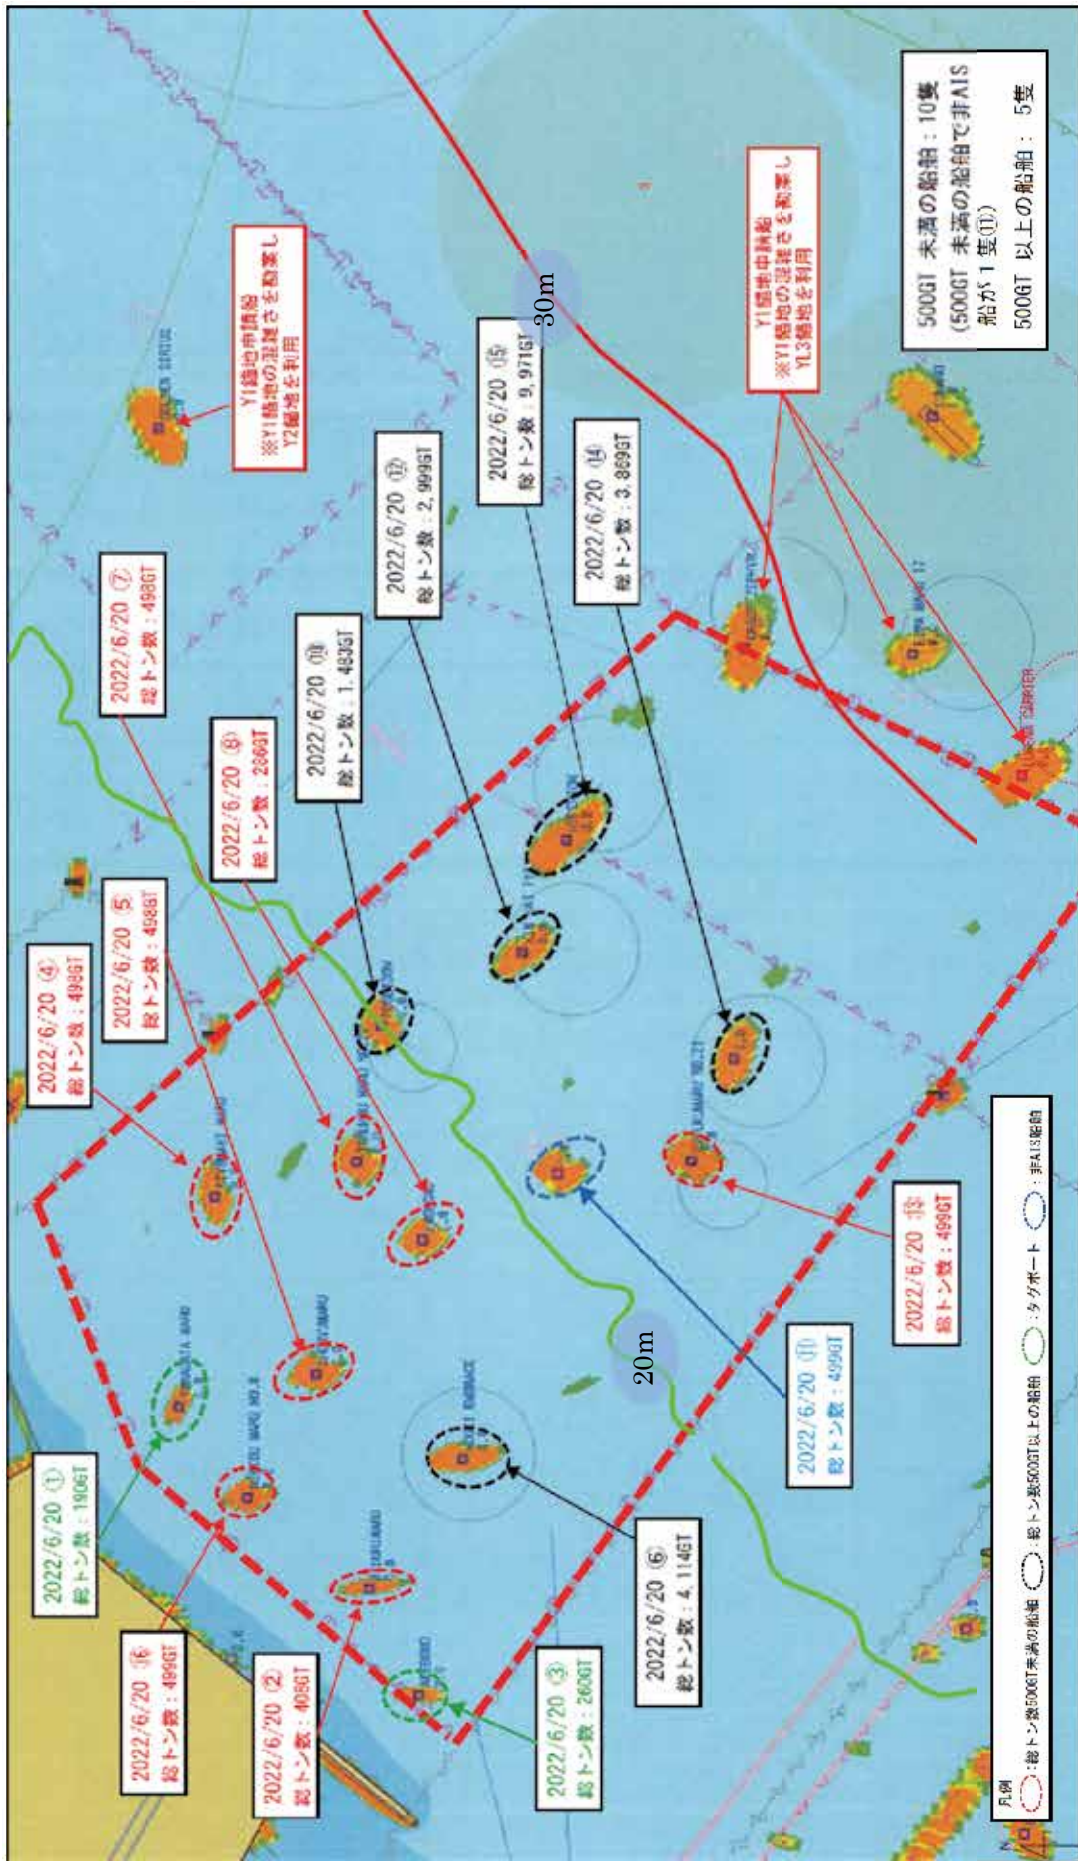 2022/6/20 ①
総トン数:190GT
2022/6/20 ④
総トン数:498GT
2022/6/20 ⑤
総トン数:498GT
2022/6/20 ⑦
総トン数:498GT
2022/6/20 ⑧
総トン数:286GT
Y1錨地申請船
※Y1錨地の混雑さを勘案し
Y2錨地を利用
2022/6/20 ⑯
総トン数:499GT
2022/6/20 ②
総トン数:408GT
2022/6/20 ⑩
総トン数:1,483GT
2022/6/20 ⑫
総トン数:2,999GT
2022/6/20 ⑮
総トン数:9,971GT
2022/6/20 ⑭
総トン数:3,869GT
30m
2022/6/20 ③
総トン数:260GT
2022/6/20 ⑥
総トン数:4,114GT
20m
2022/6/20 ⑪
総トン数:499GT
2022/6/20 ⑬
総トン数:499GT
Y1錨地申請船
※Y1錨地の混雑さを勘案し
YL3錨地を利用
500GT 未満の船舶:10隻
(500GT 未満の船舶で非AIS
船が1隻⑪)
500GT 以上の船舶: 5隻
凡例
:総トン数500GT未満の船舶 :総トン数500GT以上の船舶 :タグボート :非AIS船舶
N